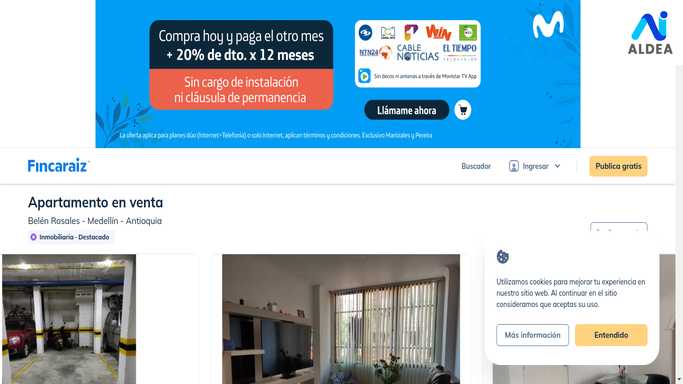 Compra hoy y paga el otro mes
+ 20% de dto. x 12 meses
Sin cargo de instalación
ni cláusula de permanencia
WIN
NTN24
CABLE
NOTICIAS
EL TIEMPO
TELEVISIÓN
Sin decos ni antenas a través de Movistar TV App
Llámame ahora
La oferta aplica para planes dúo (Internet+Telefonía) o solo Internet, aplican términos y condiciones. Exclusivo Manizales y Pereira
ALDEA
Fincaraiz
Buscador
Ingresar
Publica gratis
Apartamento en venta
Belén Rosales - Medellín - Antioquia
Inmobiliaria - Destacado
Utilizamos cookies para mejorar tu experiencia en
nuestro sitio web. Al continuar en el sitio
consideramos que aceptas su uso.
Más información
Entendido